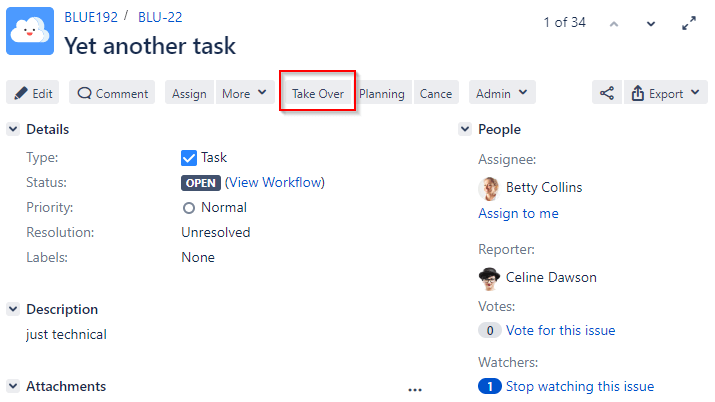 BLUE192 / BLU-22
1 of 34
Yet another task
Edit Comment Assign More Take Over Planning Cance Admin Export
Details
Type: Task
Status: OPEN (View Workflow)
Priority: Normal
Resolution: Unresolved
Labels: None
Description
just technical
Attachments ...
People
Assignee:
Betty Collins
Assign to me
Reporter:
Celine Dawson
Votes:
0 Vote for this issue
Watchers:
1 Stop watching this issue